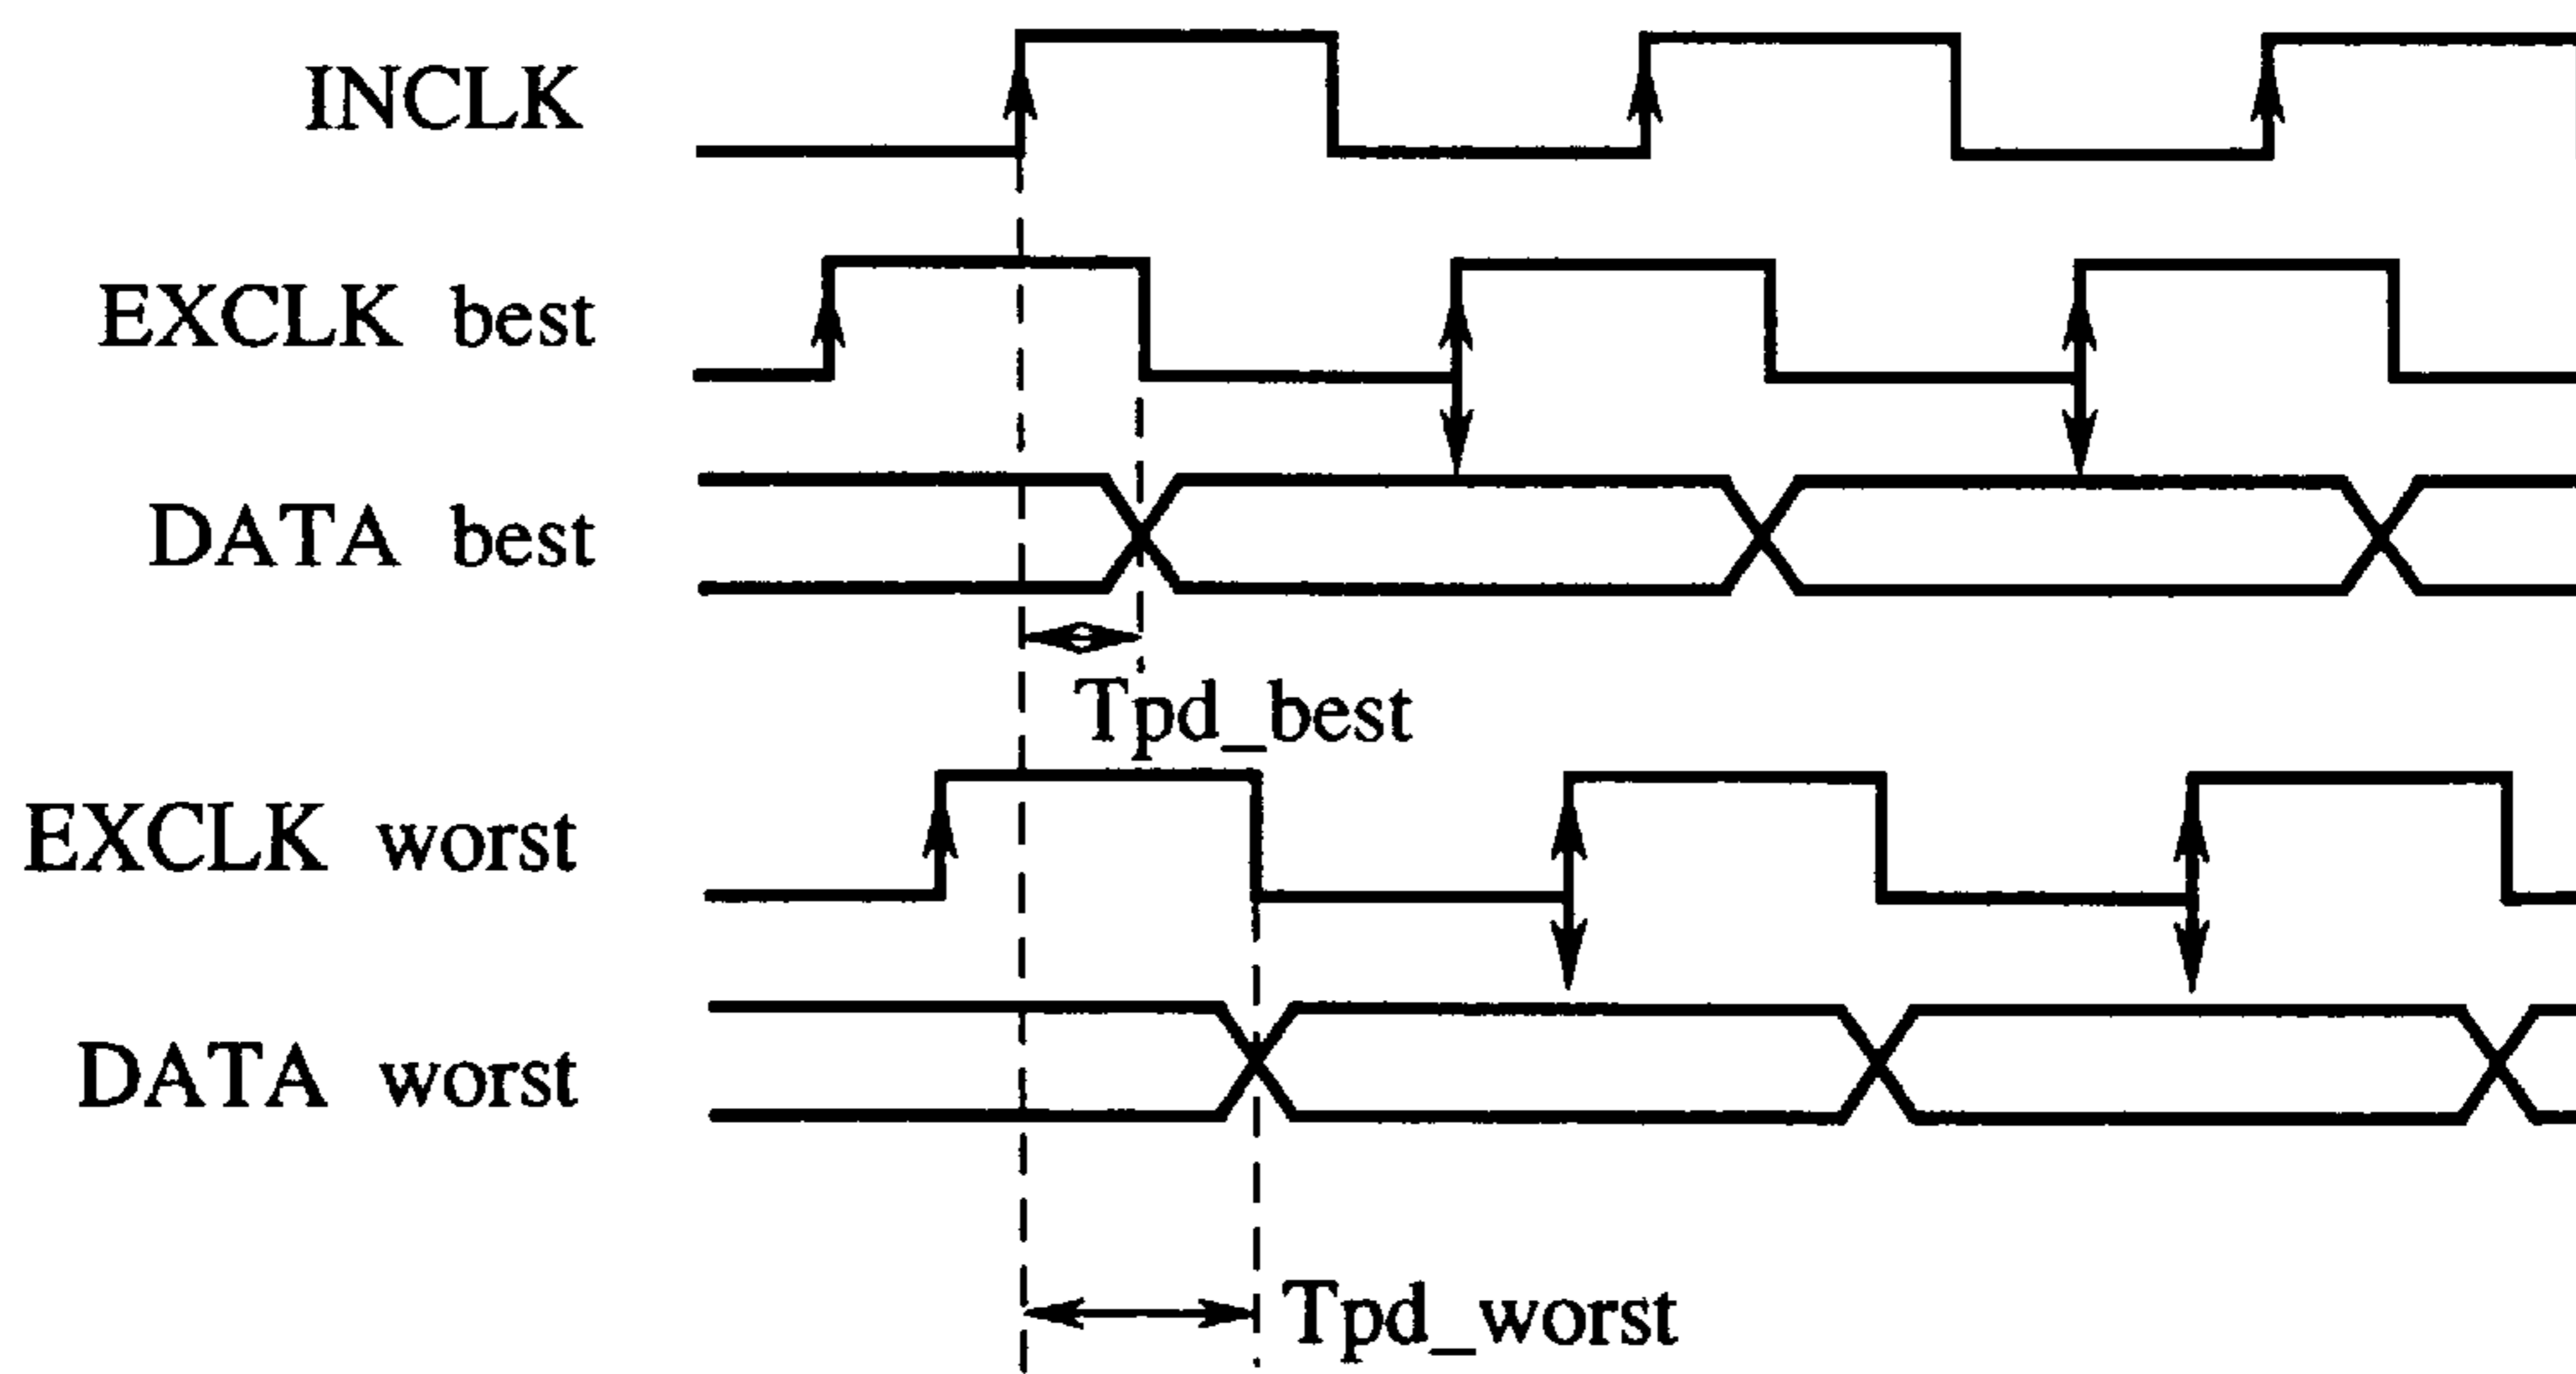 INCLK
EXCLK best
DATA best
Tpd_best
EXCLK worst
DATA worst
Tpd_worst